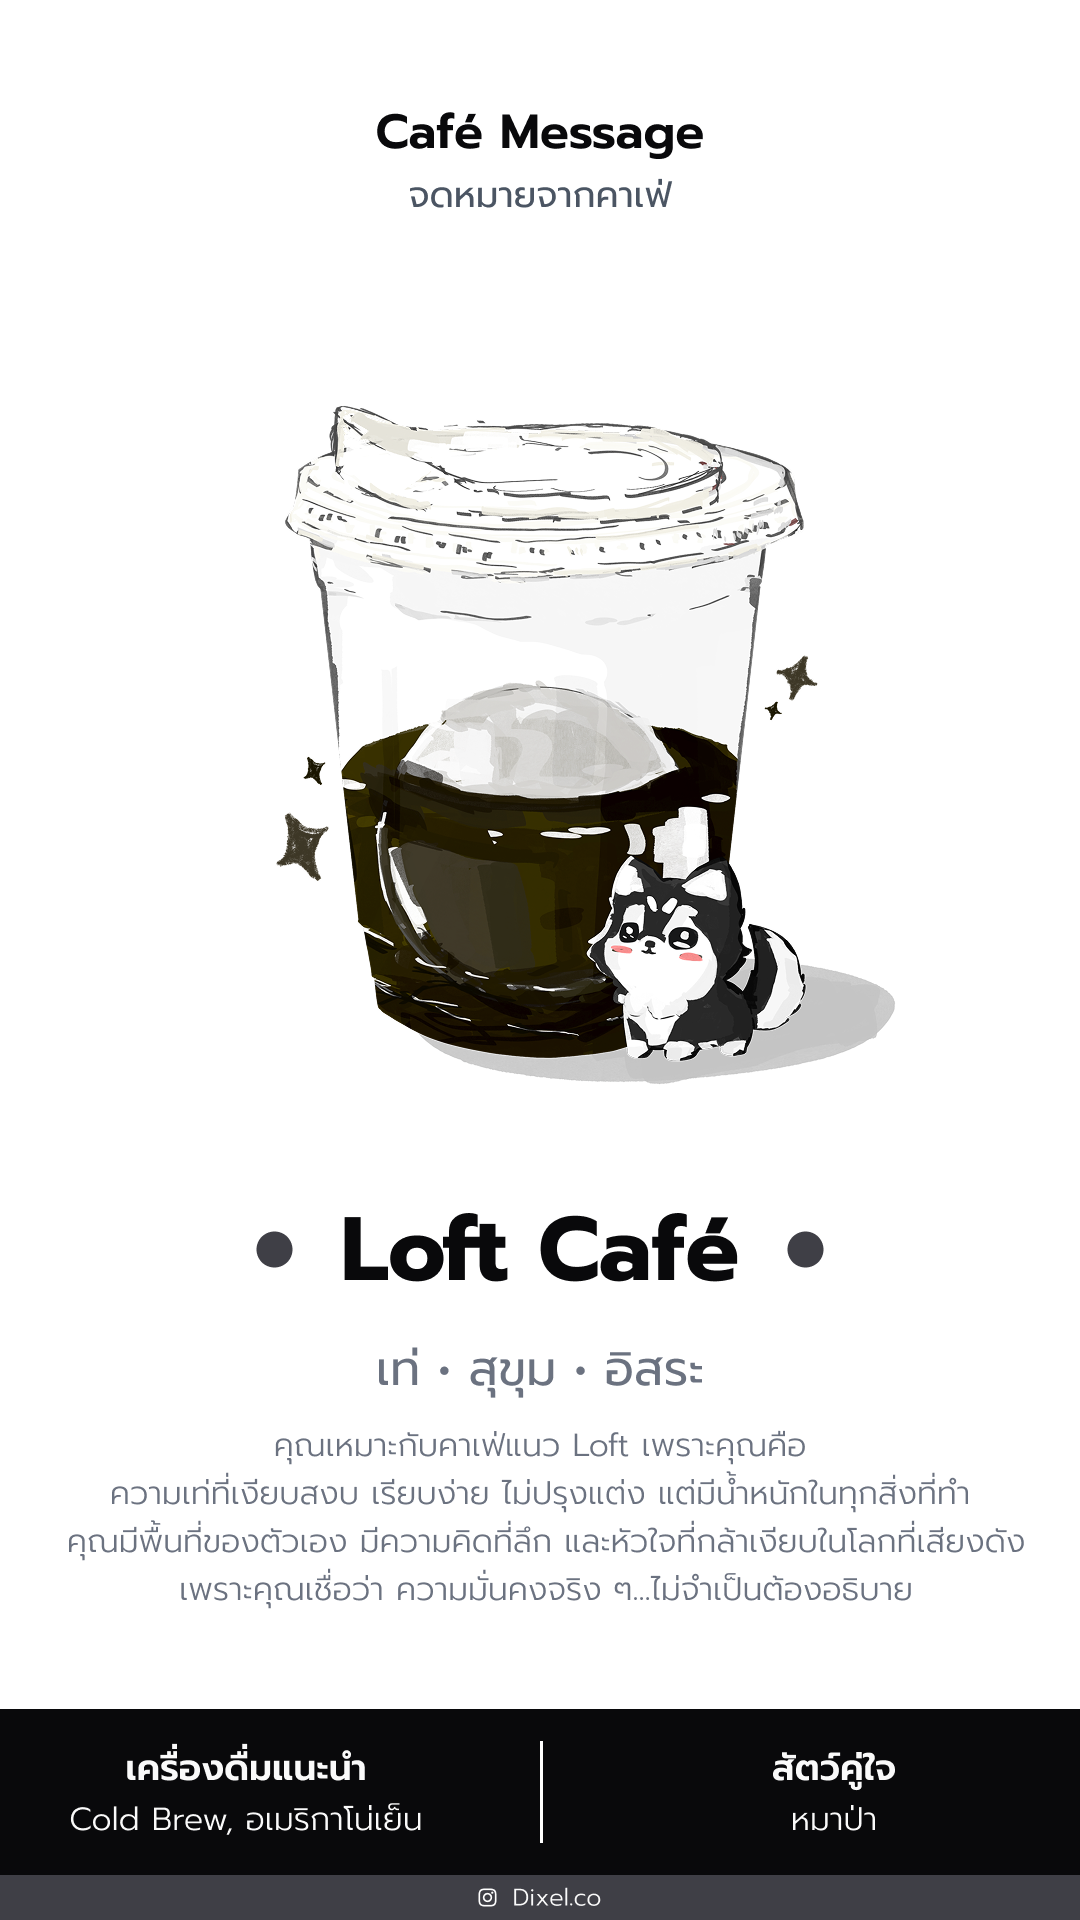 Café Message
จดหมายจากคาเฟ่
Loft Café
เท่ • สุขุม • อิสระ
คุณเหมาะกับคาเฟ่แนว Loft เพราะคุณคือ
ความเท่ที่เงียบสงบ เรียบง่าย ไม่ปรุงแต่ง แต่มีน้ำหนักในทุกสิ่งที่ทำ
คุณมีพื้นที่ของตัวเอง มีความคิดที่ลึก และหัวใจที่กล้าเงียบในโลกที่เสียงดัง
เพราะคุณเชื่อว่า ความมั่นคงจริง ๆ...ไม่จำเป็นต้องอธิบาย
เครื่องดื่มแนะนำ
Cold Brew, อเมริกาโน่เย็น
สัตว์คู่ใจ
หมาป่า
Dixel.co